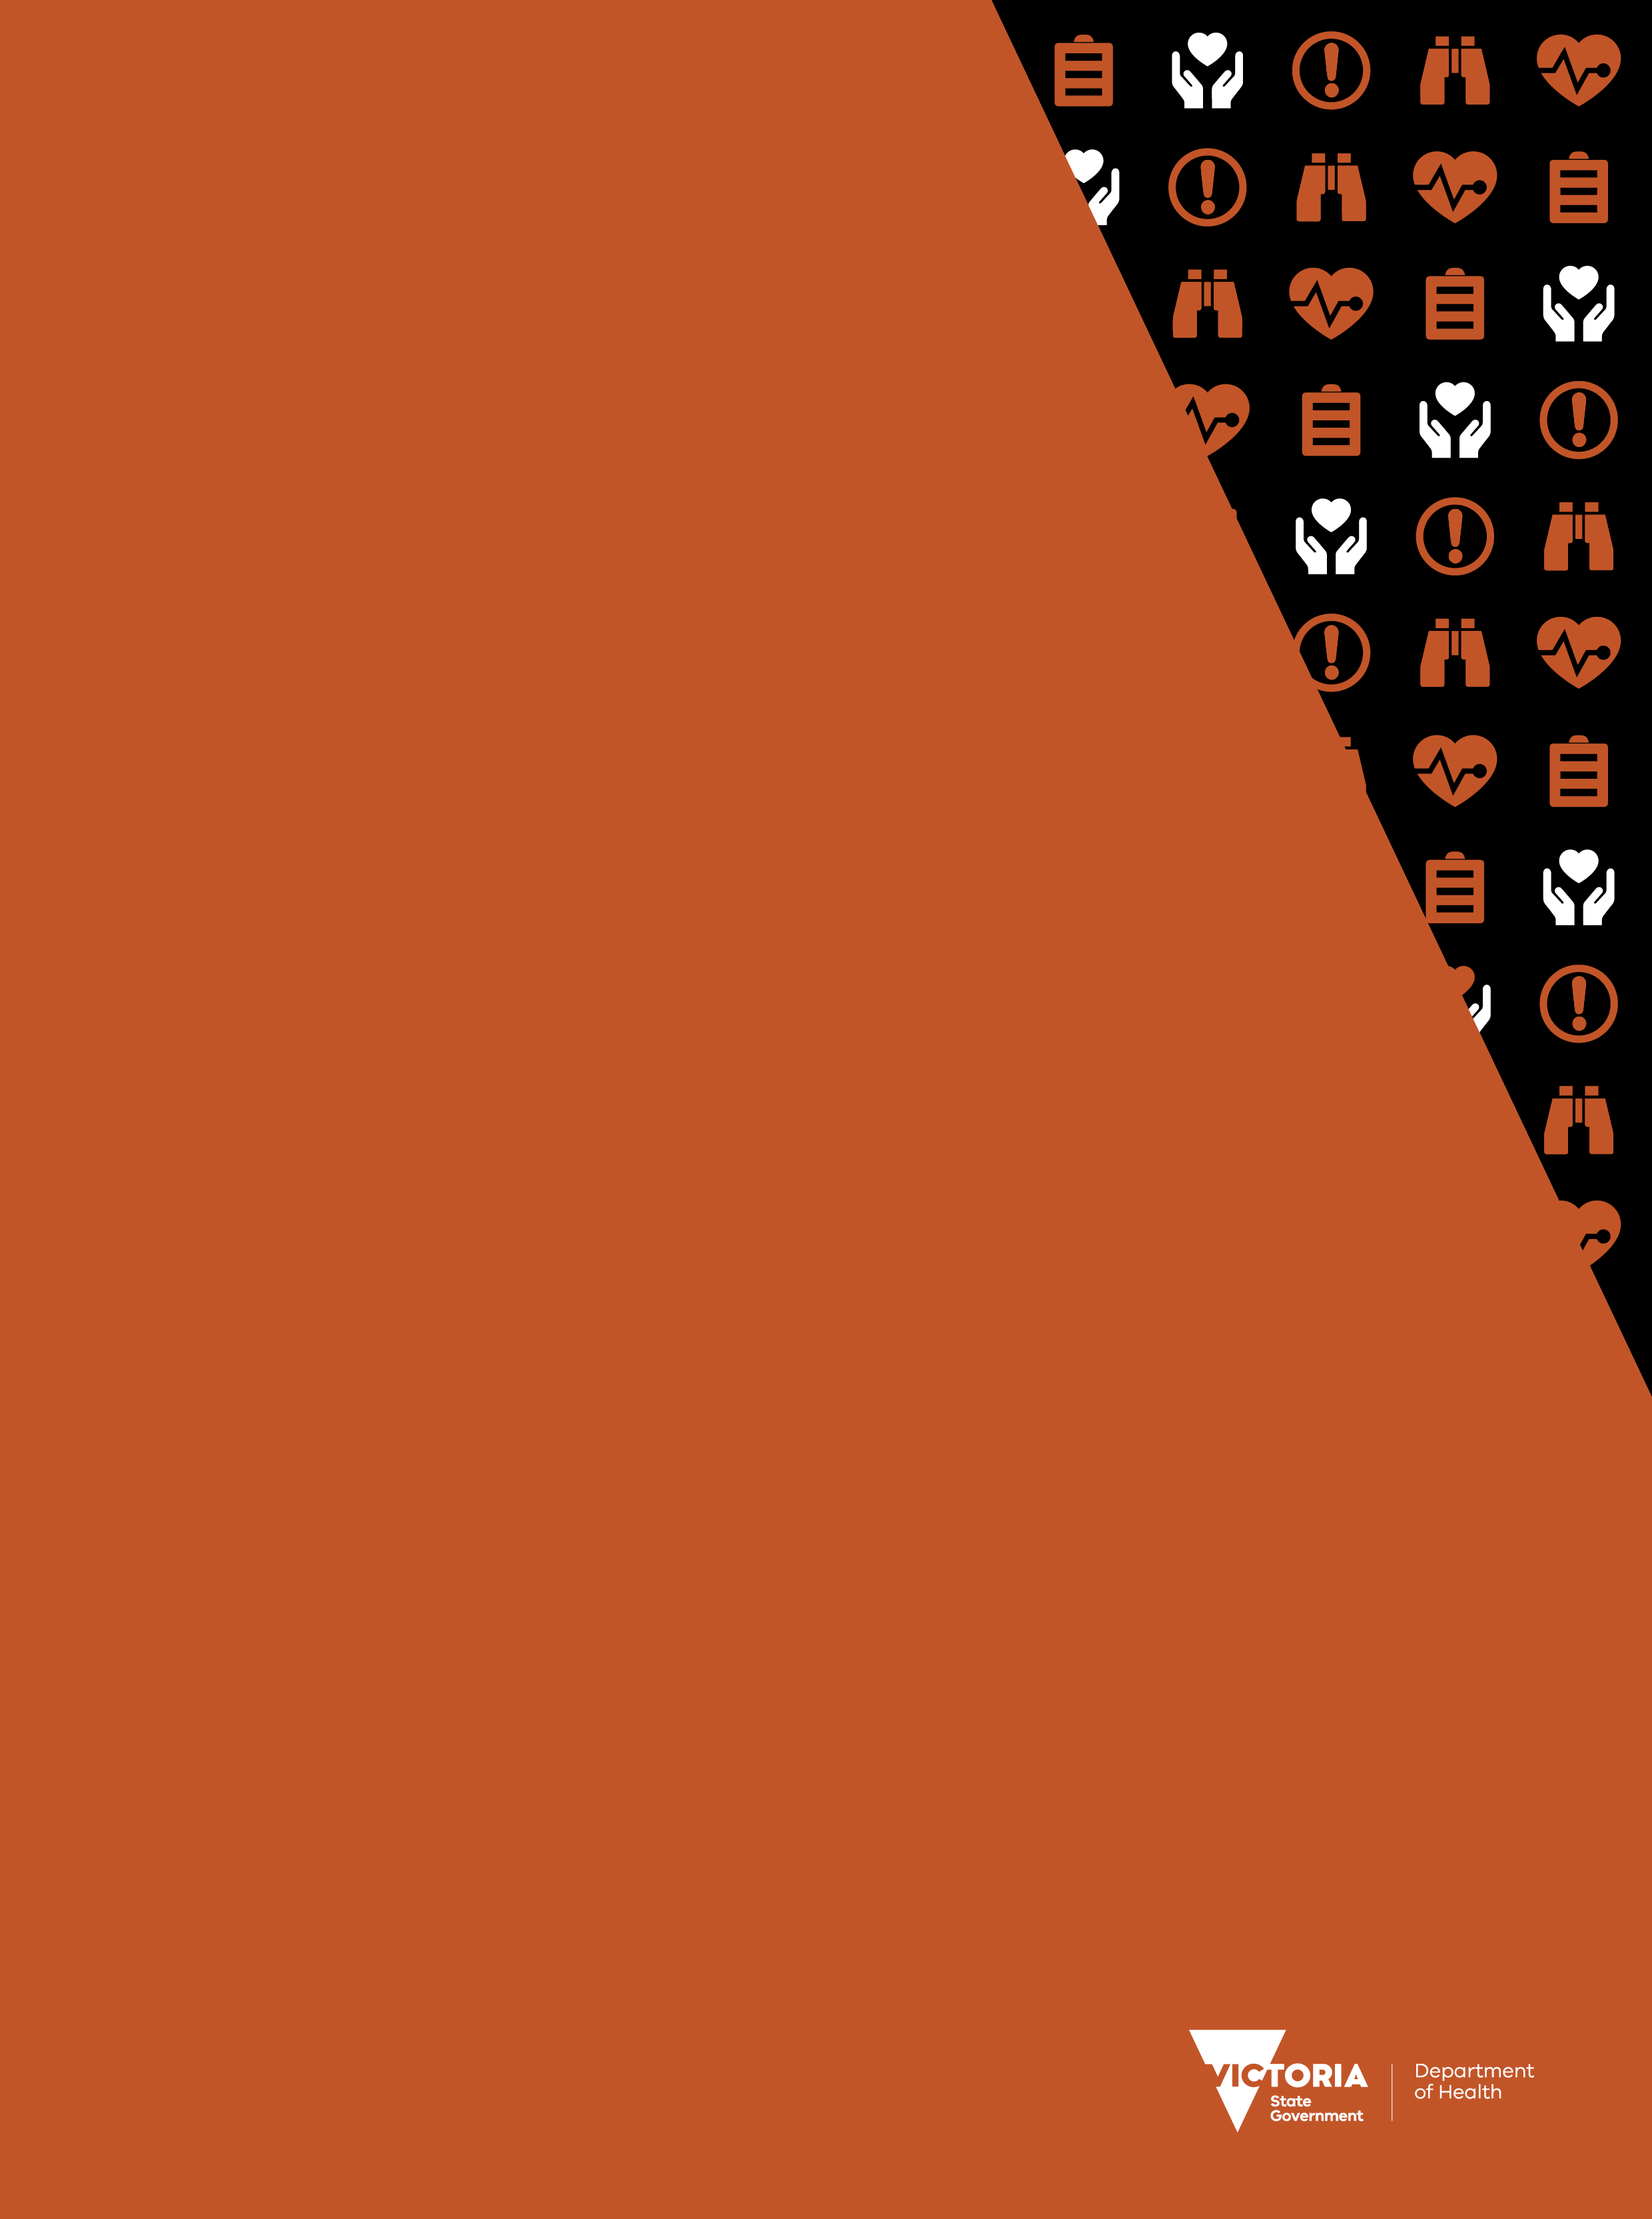 VICTORIA
State
Government
Department
of Health